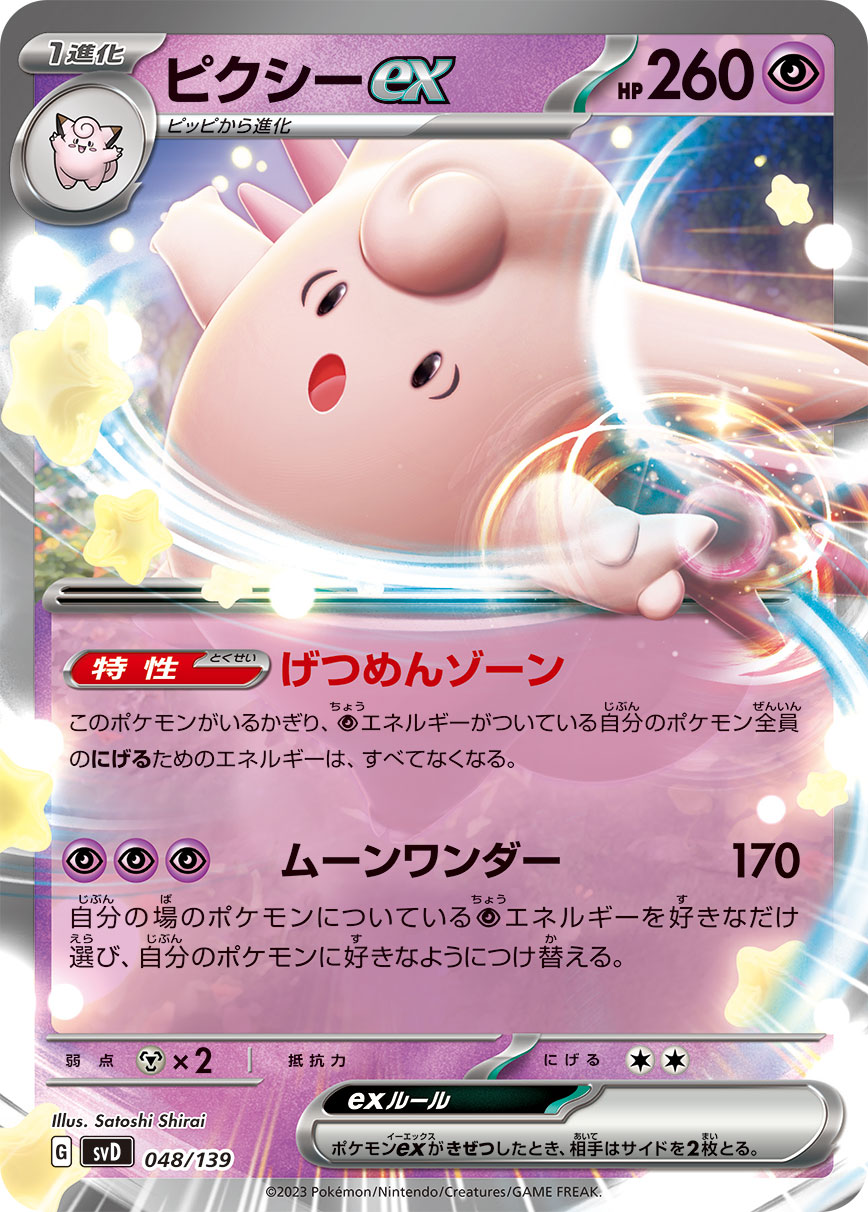 1進化
ピクシーex
HP260
ピッピから進化
特性 とくせい げつめんゾーン
このポケモンがいるかぎり、超エネルギーがついている自分のポケモン全員
のにげるためのエネルギーは、すべてなくなる。
ムーンワンダー 170
自分の場のポケモンについている超エネルギーを好きなだけ
選び、自分のポケモンに好きなようにつけ替える。
弱点 ×2 抵抗力 にげる
exルール
ポケモンexがきぜつしたとき、相手はサイドを2枚とる。
Illus. Satoshi Shirai
G svD 048/139
©2023 Pokémon/Nintendo/Creatures/GAME FREAK.